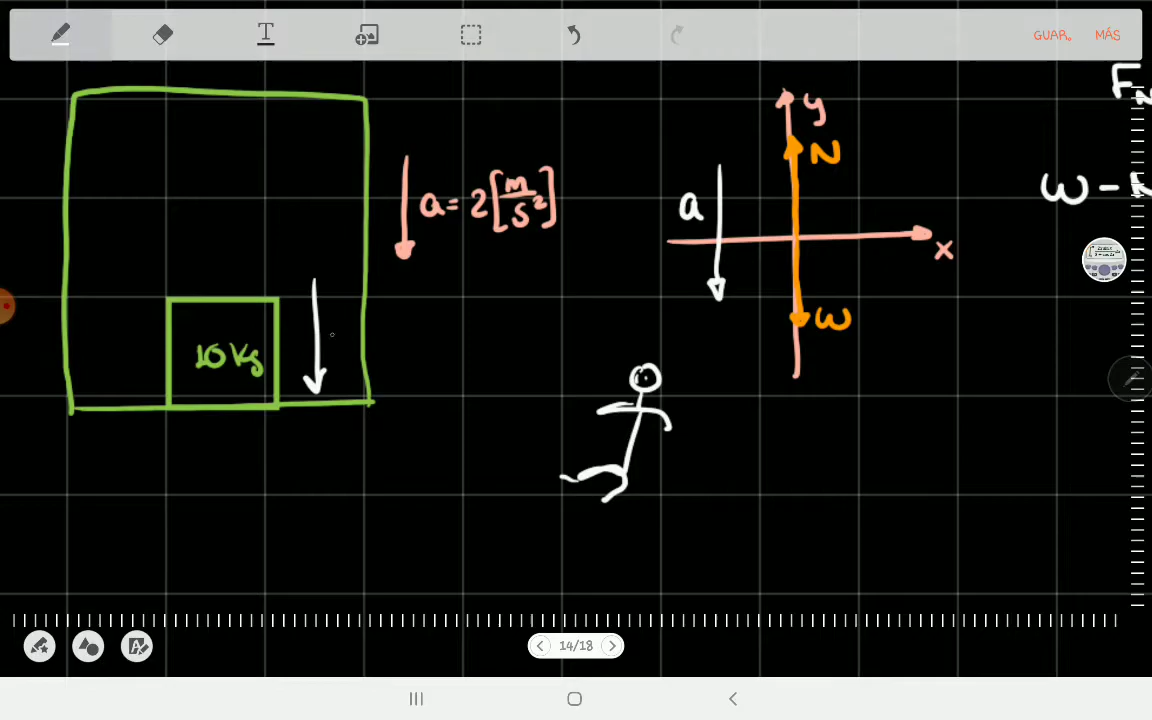 T
GUAR.
MÁS
y
N
a = 2 [m/s²]
a
x
10 kg
ω
ω -
14/18